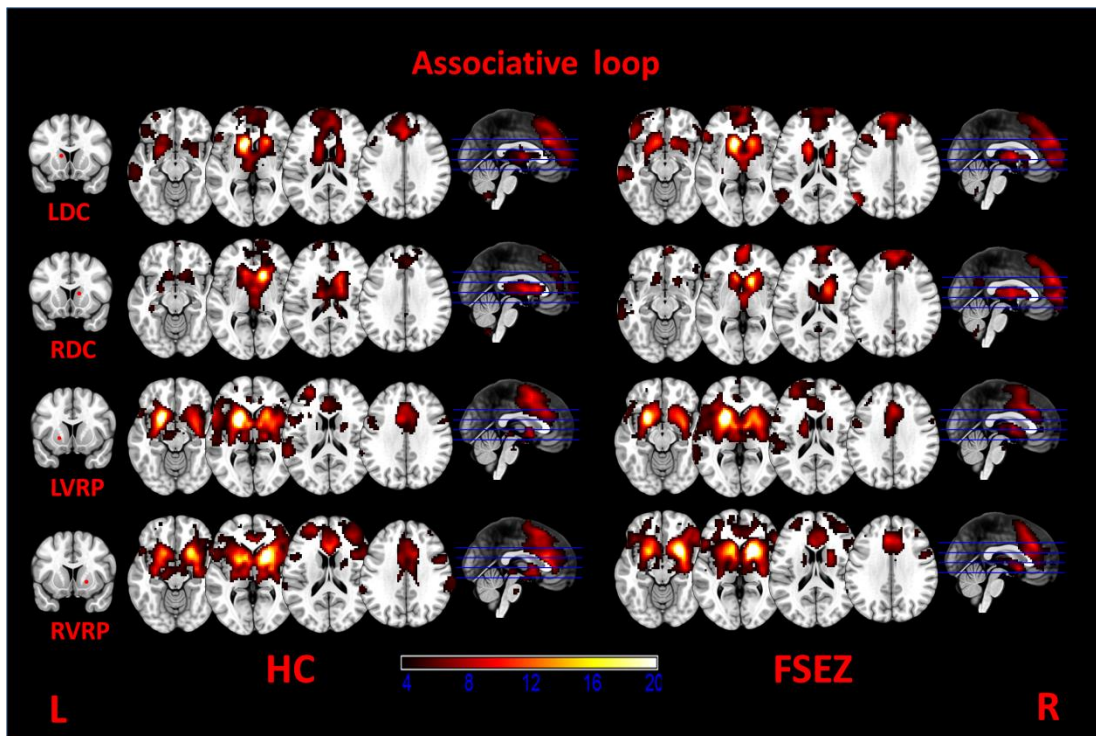 Associative loop
LDC
RDC
LVRP
RVRP
HC
FSEZ
4 8 12 16 20
L
R